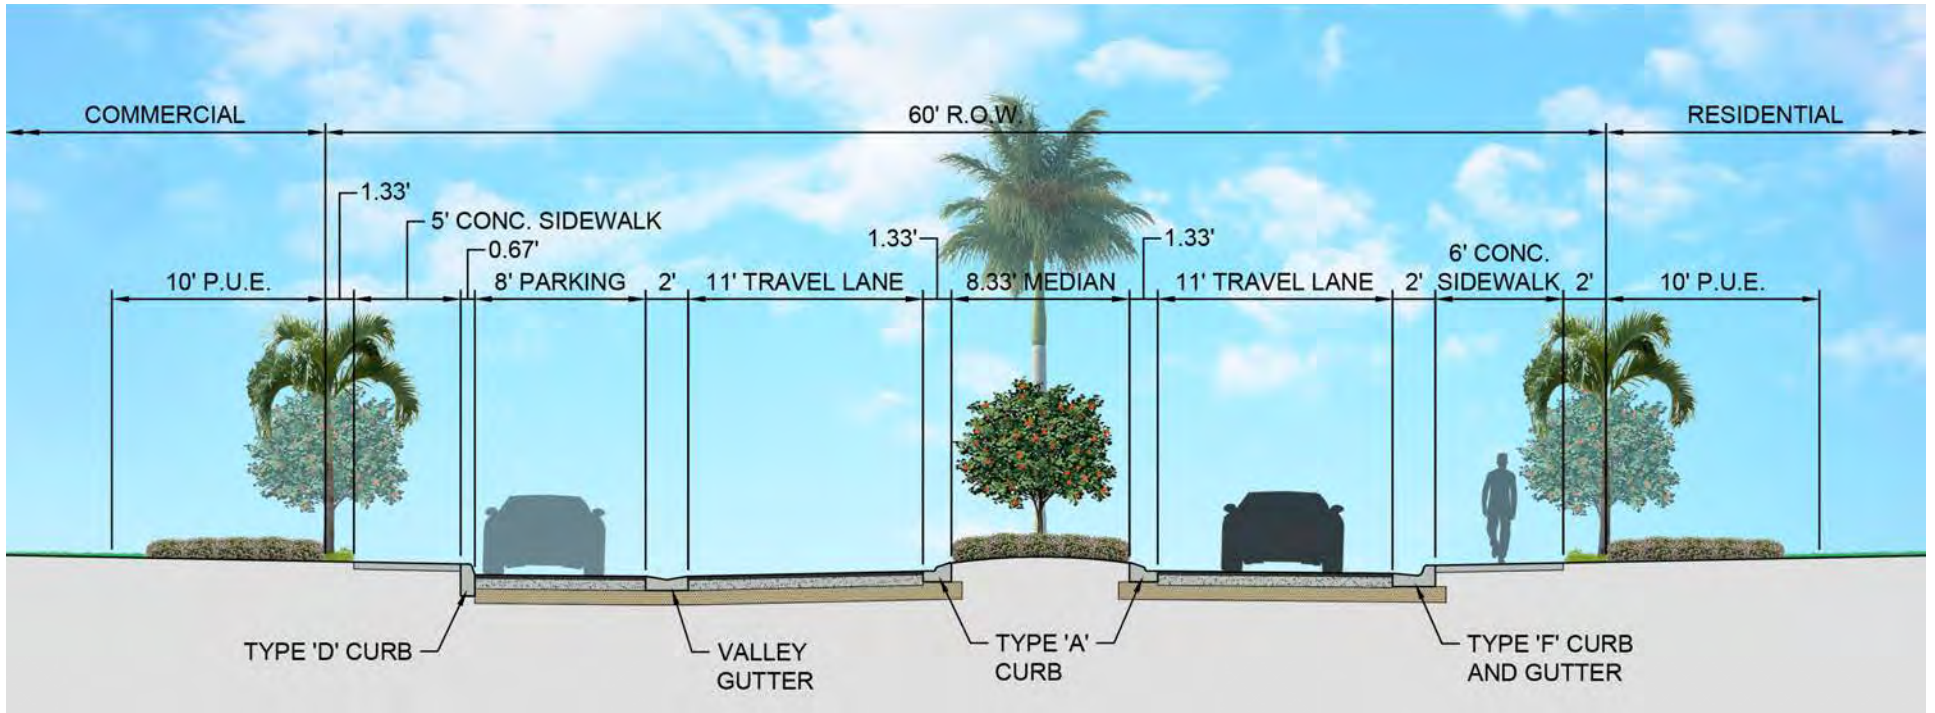 COMMERCIAL
60' R.O.W.
RESIDENTIAL
1.33'
5' CONC. SIDEWALK
0.67'
1.33'
1.33'
6' CONC.
SIDEWALK
10' P.U.E.
8' PARKING
2'
11' TRAVEL LANE
8.33' MEDIAN
11' TRAVEL LANE
2'
2'
10' P.U.E.
TYPE 'D' CURB
VALLEY
GUTTER
TYPE 'A'
CURB
TYPE 'F' CURB
AND GUTTER